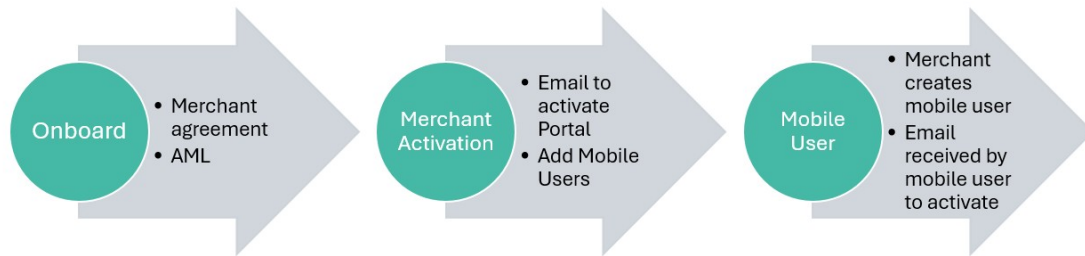 Onboard
• Merchant
agreement
• AML
Merchant
Activation
• Email to
activate
Portal
• Add Mobile
Users
Mobile
User
• Merchant
creates
mobile user
• Email
received by
mobile user
to activate